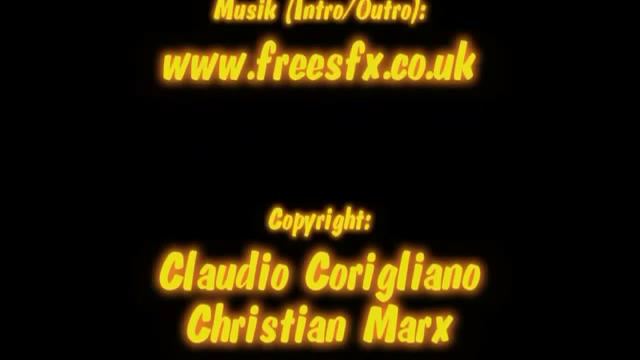 Musik (Intro/Outro):
www.freesfx.co.uk
Copyright:
Claudio Corigliano
Christian Marx